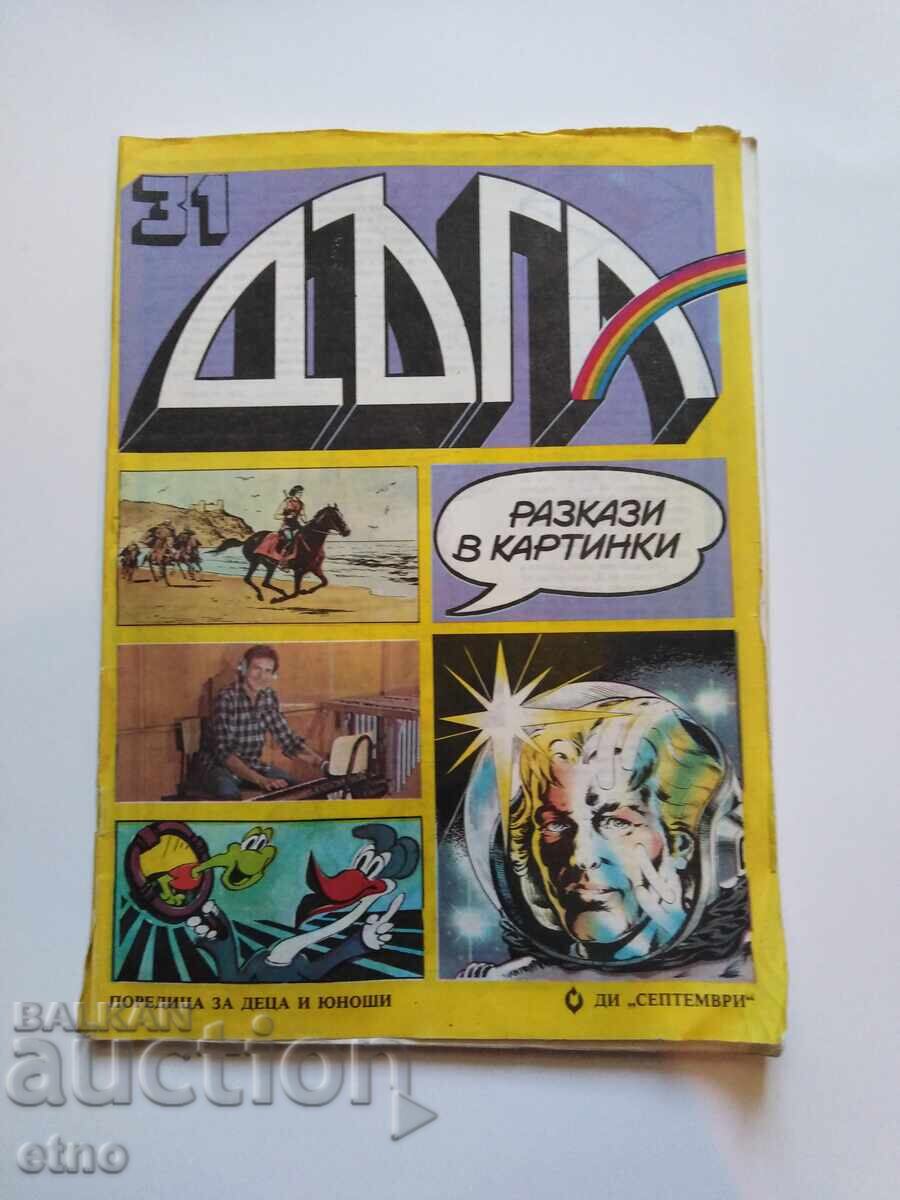 31
ДЪГА
РАЗКАЗИ
В КАРТИНКИ
ПОРЕДИЦА ЗА ДЕЦА И ЮНОШИ
ДИ „СЕПТЕМВРИ“
BALKAN
auction
etno